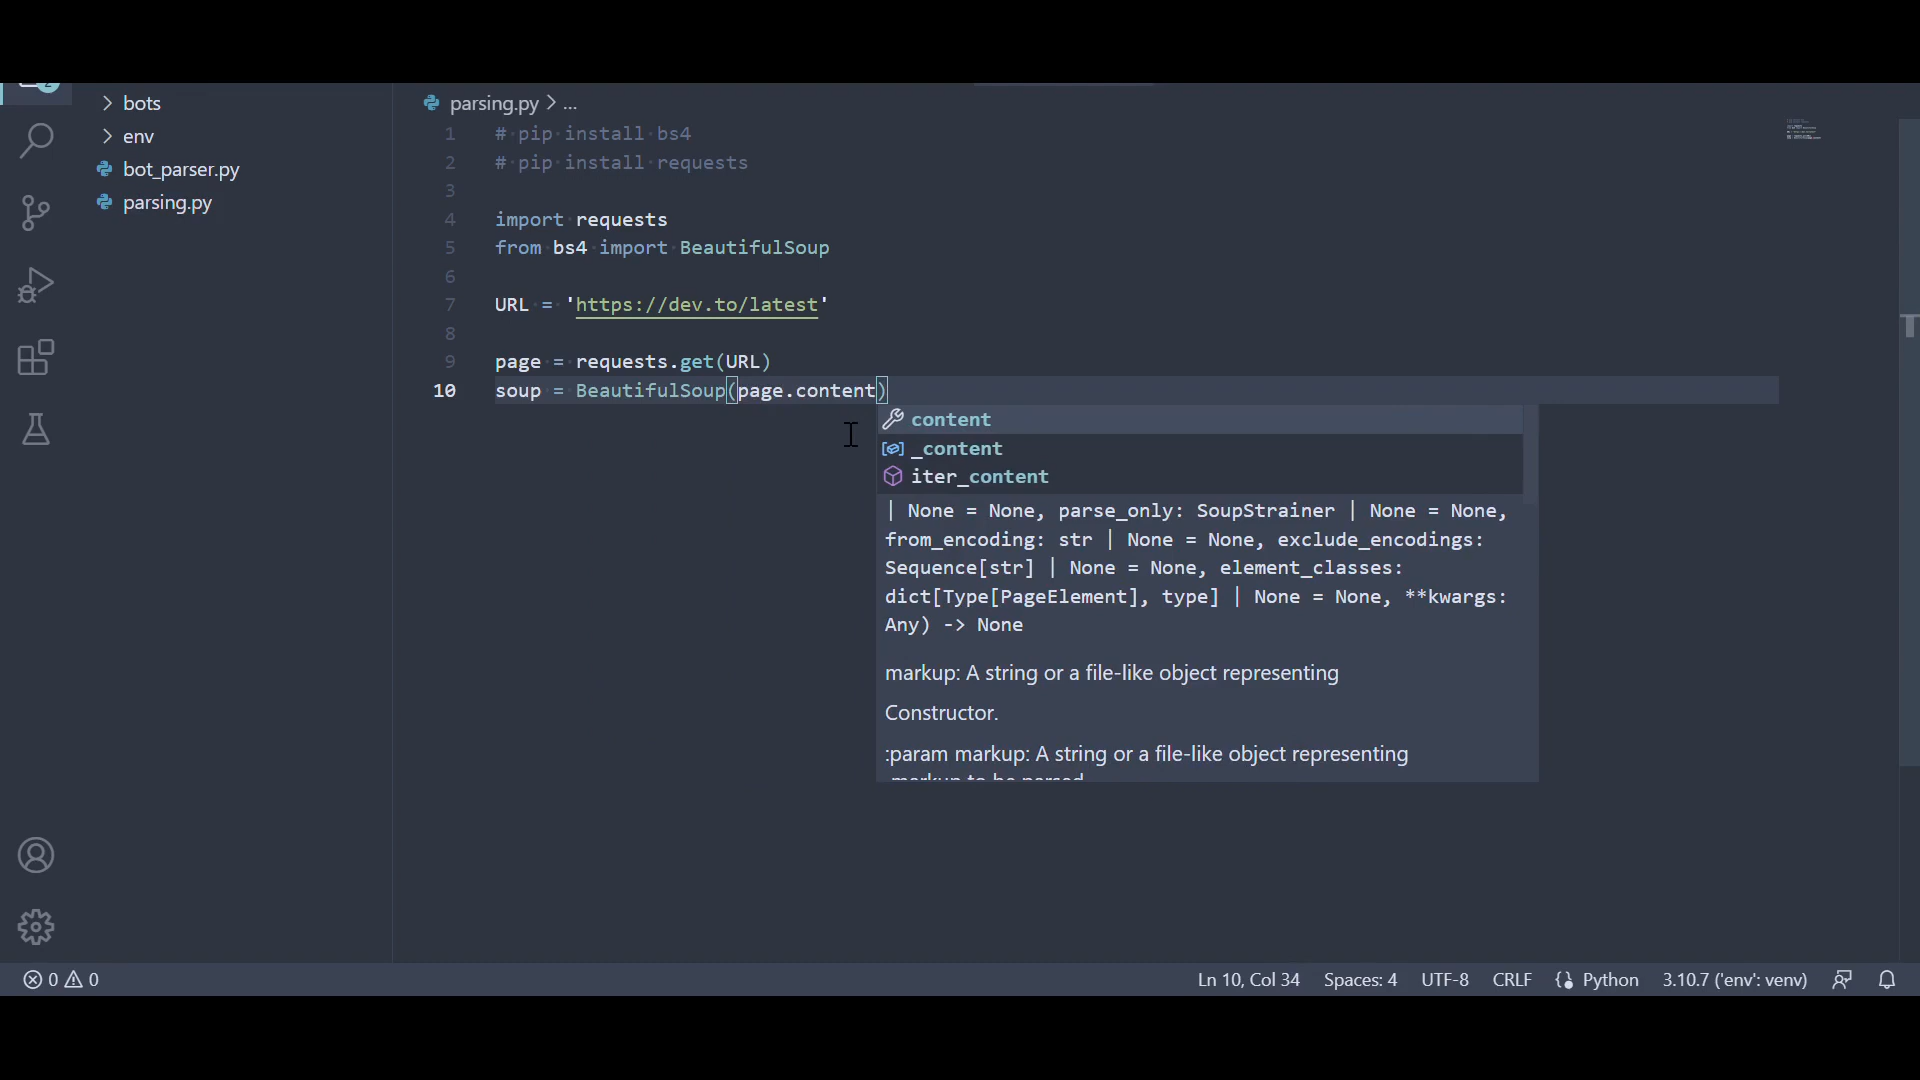 2
bots
env
bot_parser.py
parsing.py
parsing.py > ...
1 # pip install bs4
2 # pip install requests
3
4 import requests
5 from bs4 import BeautifulSoup
6
7 URL = 'https://dev.to/latest'
8
9 page = requests.get(URL)
10 soup = BeautifulSoup(page.content)
content
_content
iter_content
| None = None, parse_only: SoupStrainer | None = None,
from_encoding: str | None = None, exclude_encodings:
Sequence[str] | None = None, element_classes:
dict[Type[PageElement], type] | None = None, **kwargs:
Any) -> None
markup: A string or a file-like object representing
Constructor.
:param markup: A string or a file-like object representing
markup to be parsed
0 0 Ln 10, Col 34 Spaces: 4 UTF-8 CRLF Python 3.10.7 ('env': venv)